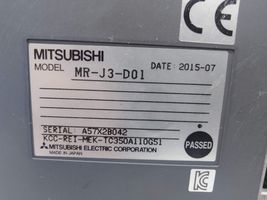 CE
MITSUBISHI
MODEL MR-J3-D01
DATE: 2015-07
SERIAL A57X28042
KCC-REI-MEK-TC350A110G51
MITSUBISHI ELECTRIC CORPORATION
MADE IN JAPAN
PASSED